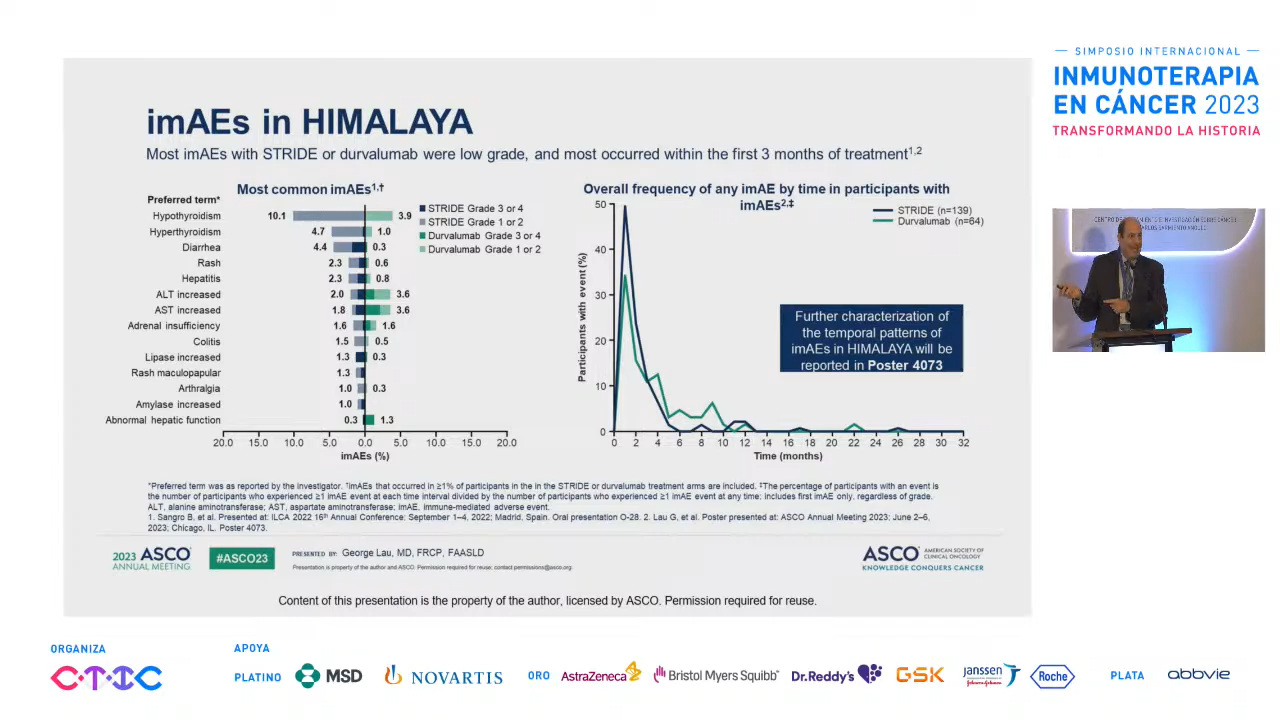 SIMPOSIO INTERNACIONAL
INMUNOTERAPIA
EN CÁNCER 2023
TRANSFORMANDO LA HISTORIA
imAEs in HIMALAYA
Most imAEs with STRIDE or durvalumab were low grade, and most occurred within the first 3 months of treatment1,2
Most common imAEs1,†
Preferred term*
STRIDE Grade 3 or 4
STRIDE Grade 1 or 2
Durvalumab Grade 3 or 4
Durvalumab Grade 1 or 2
Hypothyroidism 10.1 3.9
Hyperthyroidism 4.7 1.0
Diarrhea 4.4 0.3
Rash 2.3 0.6
Hepatitis 2.3 0.8
ALT increased 2.0 3.6
AST increased 1.8 3.6
Adrenal insufficiency 1.6 1.6
Colitis 1.5 0.5
Lipase increased 1.3 0.3
Rash maculopapular 1.3
Arthralgia 1.0 0.3
Amylase increased 1.0
Abnormal hepatic function 0.3 1.3
20.0 15.0 10.0 5.0 0.0 5.0 10.0 15.0 20.0
imAEs (%)
Overall frequency of any imAE by time in participants with
imAEs2,‡
STRIDE (n=139)
Durvalumab (n=64)
Participants with event (%)
50
40
30
20
10
0
Further characterization of
the temporal patterns of
imAEs in HIMALAYA will be
reported in Poster 4073
0 2 4 6 8 10 12 14 16 18 20 22 24 26 28 30 32
Time (months)
*Preferred term was as reported by the investigator. †imAEs that occurred in ≥1% of participants in the in the STRIDE or durvalumab treatment arms are included. ‡The percentage of participants with an event is
the number of participants who experienced ≥1 imAE event at each time interval divided by the number of participants who experienced ≥1 imAE event at any time; includes first imAE only, regardless of grade.
ALT, alanine aminotransferase; AST, aspartate aminotransferase; imAE, immune-mediated adverse event.
1. Sangro B, et al. Presented at: ILCA 2022 16th Annual Conference; September 1–4, 2022; Madrid, Spain. Oral presentation O-28. 2. Lau G, et al. Poster presented at: ASCO Annual Meeting 2023; June 2–6,
2023; Chicago, IL. Poster 4073.
2023 ASCO
ANNUAL MEETING
#ASCO23
PRESENTED BY: George Lau, MD, FRCP, FAASLD
Presentation is property of the author and ASCO. Permission required for reuse; contact permissions@asco.org.
ASCO AMERICAN SOCIETY OF
CLINICAL ONCOLOGY
KNOWLEDGE CONQUERS CANCER
Content of this presentation is the property of the author, licensed by ASCO. Permission required for reuse.
ORGANIZA
CTIC
APOYA
PLATINO
MSD
NOVARTIS
ORO
AstraZeneca
Bristol Myers Squibb
Dr.Reddy's
GSK
Janssen
Johnson&Johnson
Roche
PLATA
abbvie